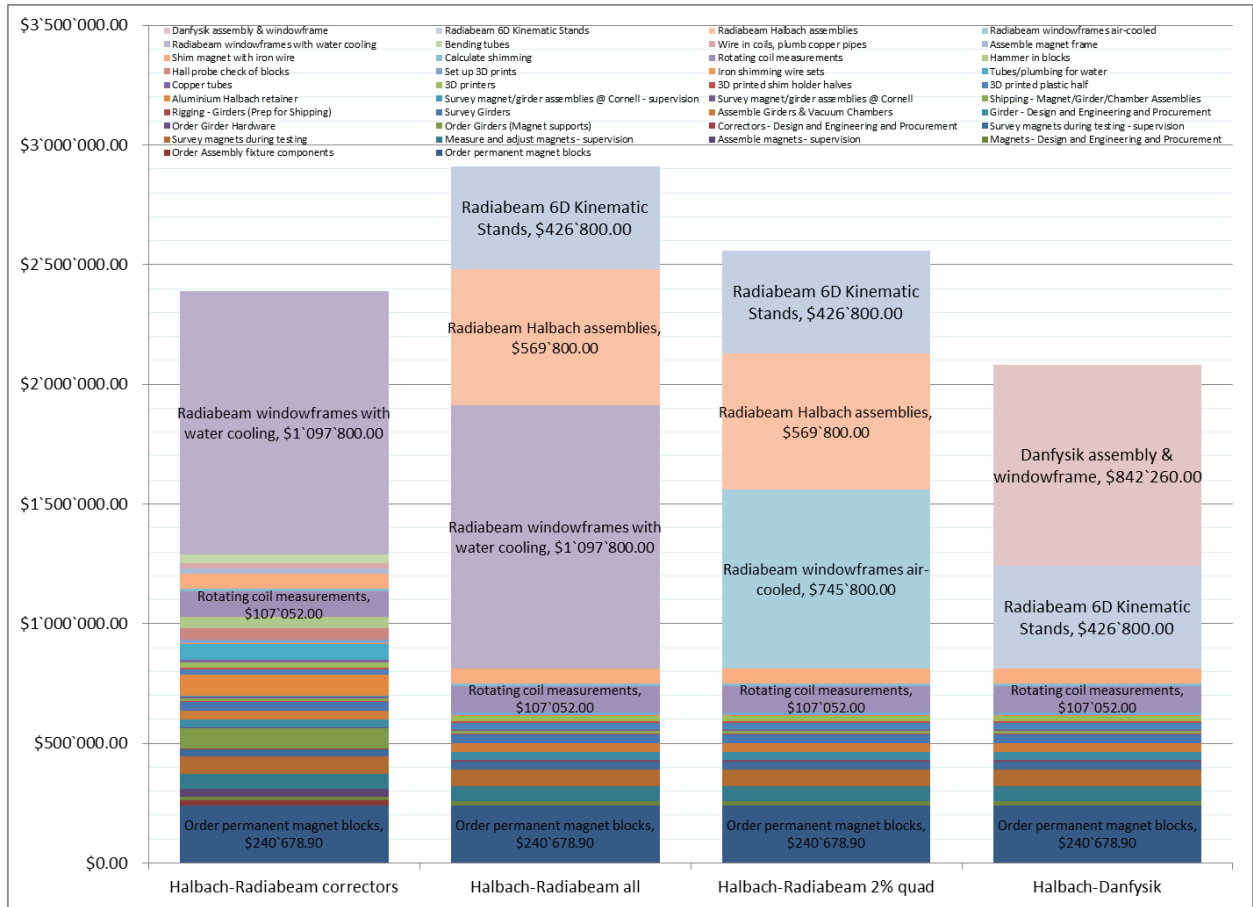 $3`500`000.00
Danfysik assembly & windowframe
Radiabeam 6D Kinematic Stands
Radiabeam Halbach assemblies
Radiabeam windowframes air-cooled
Radiabeam windowframes with water cooling
Bending tubes
Wire in coils, plumb copper pipes
Assemble magnet frame
Shim magnet with iron wire
Calculate shimming
Rotating coil measurements
Hammer in blocks
Hall probe check of blocks
Set up 3D prints
Iron shimming wire sets
Tubes/plumbing for water
Copper tubes
3D printers
3D printed shim holder halves
3D printed plastic half
Aluminium Halbach retainer
Survey magnet/girder assemblies @ Cornell - supervision
Survey magnet/girder assemblies @ Cornell
Shipping - Magnet/Girder/Chamber Assemblies
Rigging - Girders (Prep for Shipping)
Survey Girders
Assemble Girders & Vacuum Chambers
Girder - Design and Engineering and Procurement
Order Girder Hardware
Order Girders (Magnet supports)
Correctors - Design and Engineering and Procurement
Survey magnets during testing - supervision
Survey magnets during testing
Measure and adjust magnets - supervision
Assemble magnets - supervision
Magnets - Design and Engineering and Procurement
Order Assembly fixture components
Order permanent magnet blocks
$3`000`000.00
$2`500`000.00
$2`000`000.00
$1`500`000.00
$1`000`000.00
$500`000.00
$0.00
Radiabeam windowframes with
water cooling, $1`097`800.00
Rotating coil measurements,
$107`052.00
Order permanent magnet blocks,
$240`678.90
Radiabeam 6D Kinematic
Stands, $426`800.00
Radiabeam Halbach assemblies,
$569`800.00
Radiabeam windowframes with
water cooling, $1`097`800.00
Rotating coil measurements,
$107`052.00
Order permanent magnet blocks,
$240`678.90
Radiabeam 6D Kinematic
Stands, $426`800.00
Radiabeam Halbach assemblies,
$569`800.00
Radiabeam windowframes air-
cooled, $745`800.00
Rotating coil measurements,
$107`052.00
Order permanent magnet blocks,
$240`678.90
Danfysik assembly &
windowframe, $842`260.00
Radiabeam 6D Kinematic
Stands, $426`800.00
Rotating coil measurements,
$107`052.00
Order permanent magnet blocks,
$240`678.90
Halbach-Radiabeam correctors
Halbach-Radiabeam all
Halbach-Radiabeam 2% quad
Halbach-Danfysik